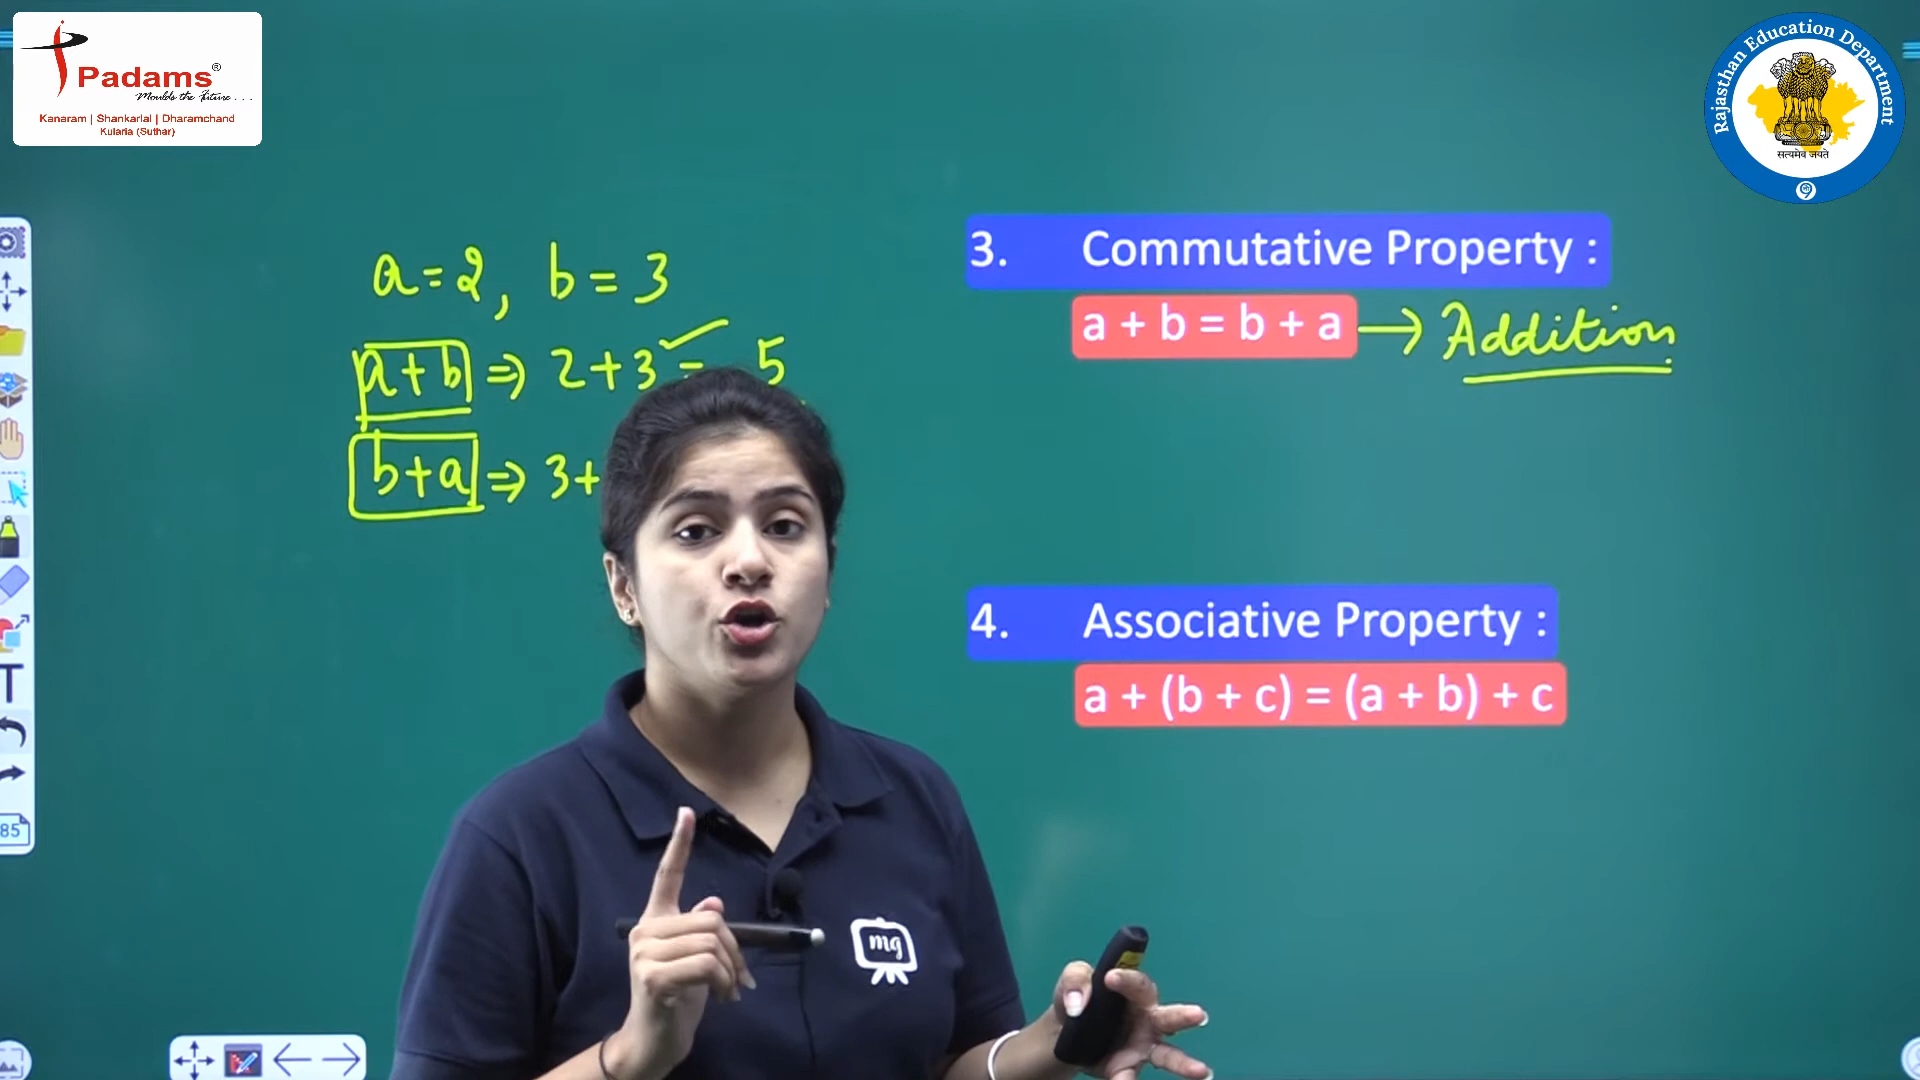 Padams®
Moulds the Future...
Kanaram | Shankarlal | Dharamchand
Kularia (Suthar)
Rajasthan Education Department
सत्यमेव जयते
a = 2, b = 3
a+b ⇒ 2+3 = 5
b+a ⇒ 3+
3. Commutative Property :
a + b = b + a → Addition
4. Associative Property :
a + (b + c) = (a + b) + c
mg
T
85